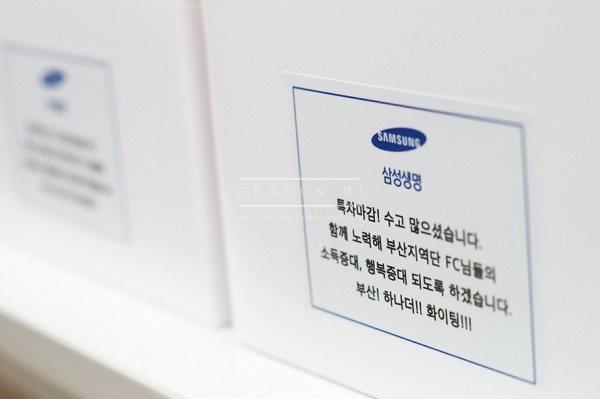 SAMSUNG
삼성생명
SEASON 01
특차마감! 수고 많으셨습니다.
함께 노력해 부산지역단 FC님들의
소득증대, 행복증대 되도록 하겠습니다.
부산! 하나더!! 화이팅!!!